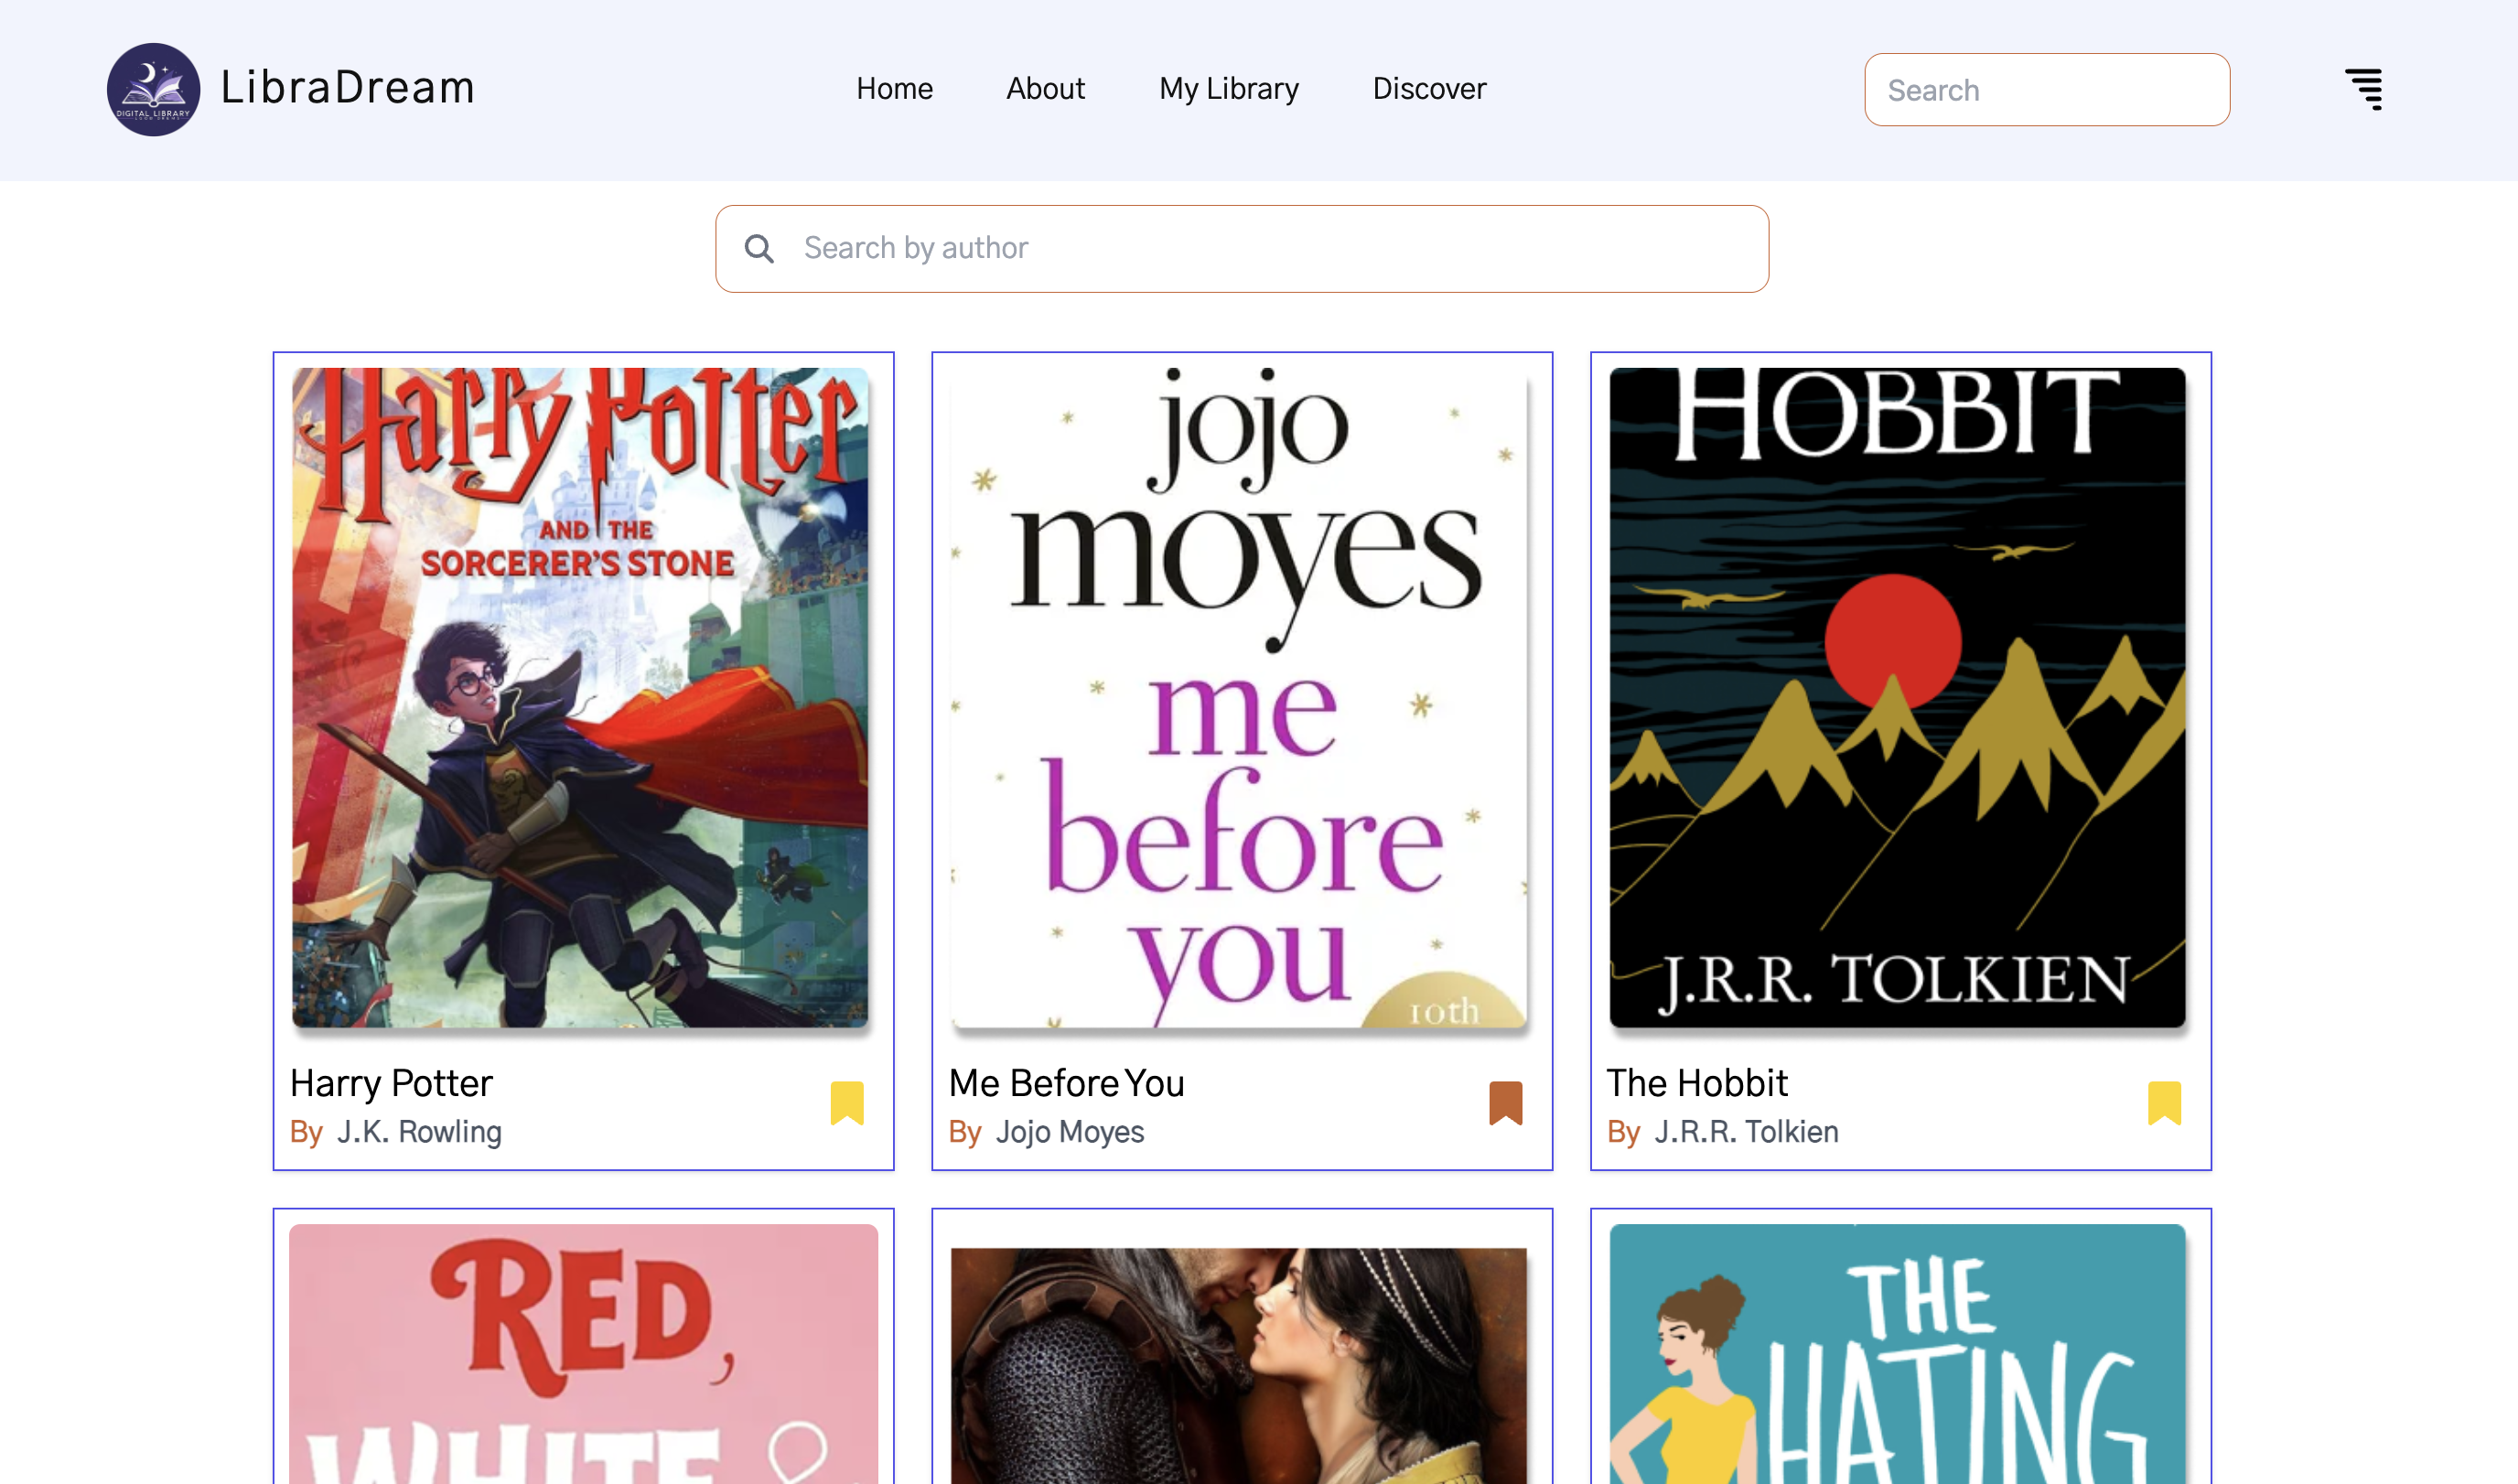 LibraDream
DIGITAL LIBRARY
Home About My Library Discover
Search
Search by author
Harry Potter
AND THE
SORCERER'S STONE
jojo
moyes
me
before
you
10th
HOBBIT
J.R.R. TOLKIEN
Harry Potter
By J.K. Rowling
Me Before You
By Jojo Moyes
The Hobbit
By J.R.R. Tolkien
RED,
WHITE
THE
HATING